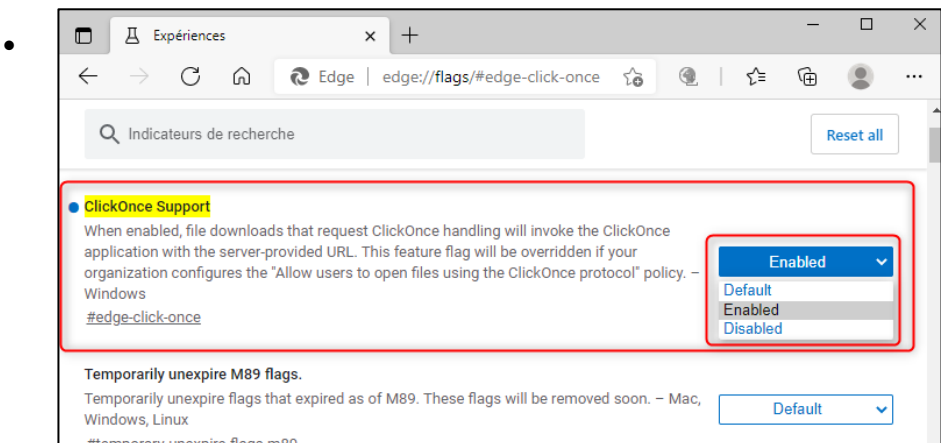 Expériences
Edge | edge://flags/#edge-click-once
Indicateurs de recherche
Reset all
ClickOnce Support
When enabled, file downloads that request ClickOnce handling will invoke the ClickOnce
application with the server-provided URL. This feature flag will be overridden if your
organization configures the "Allow users to open files using the ClickOnce protocol" policy. –
Windows
#edge-click-once
Enabled
Default
Enabled
Disabled
Temporarily unexpire M89 flags.
Temporarily unexpire flags that expired as of M89. These flags will be removed soon. – Mac,
Windows, Linux
Default
#temporary-unexpire-flags-m89